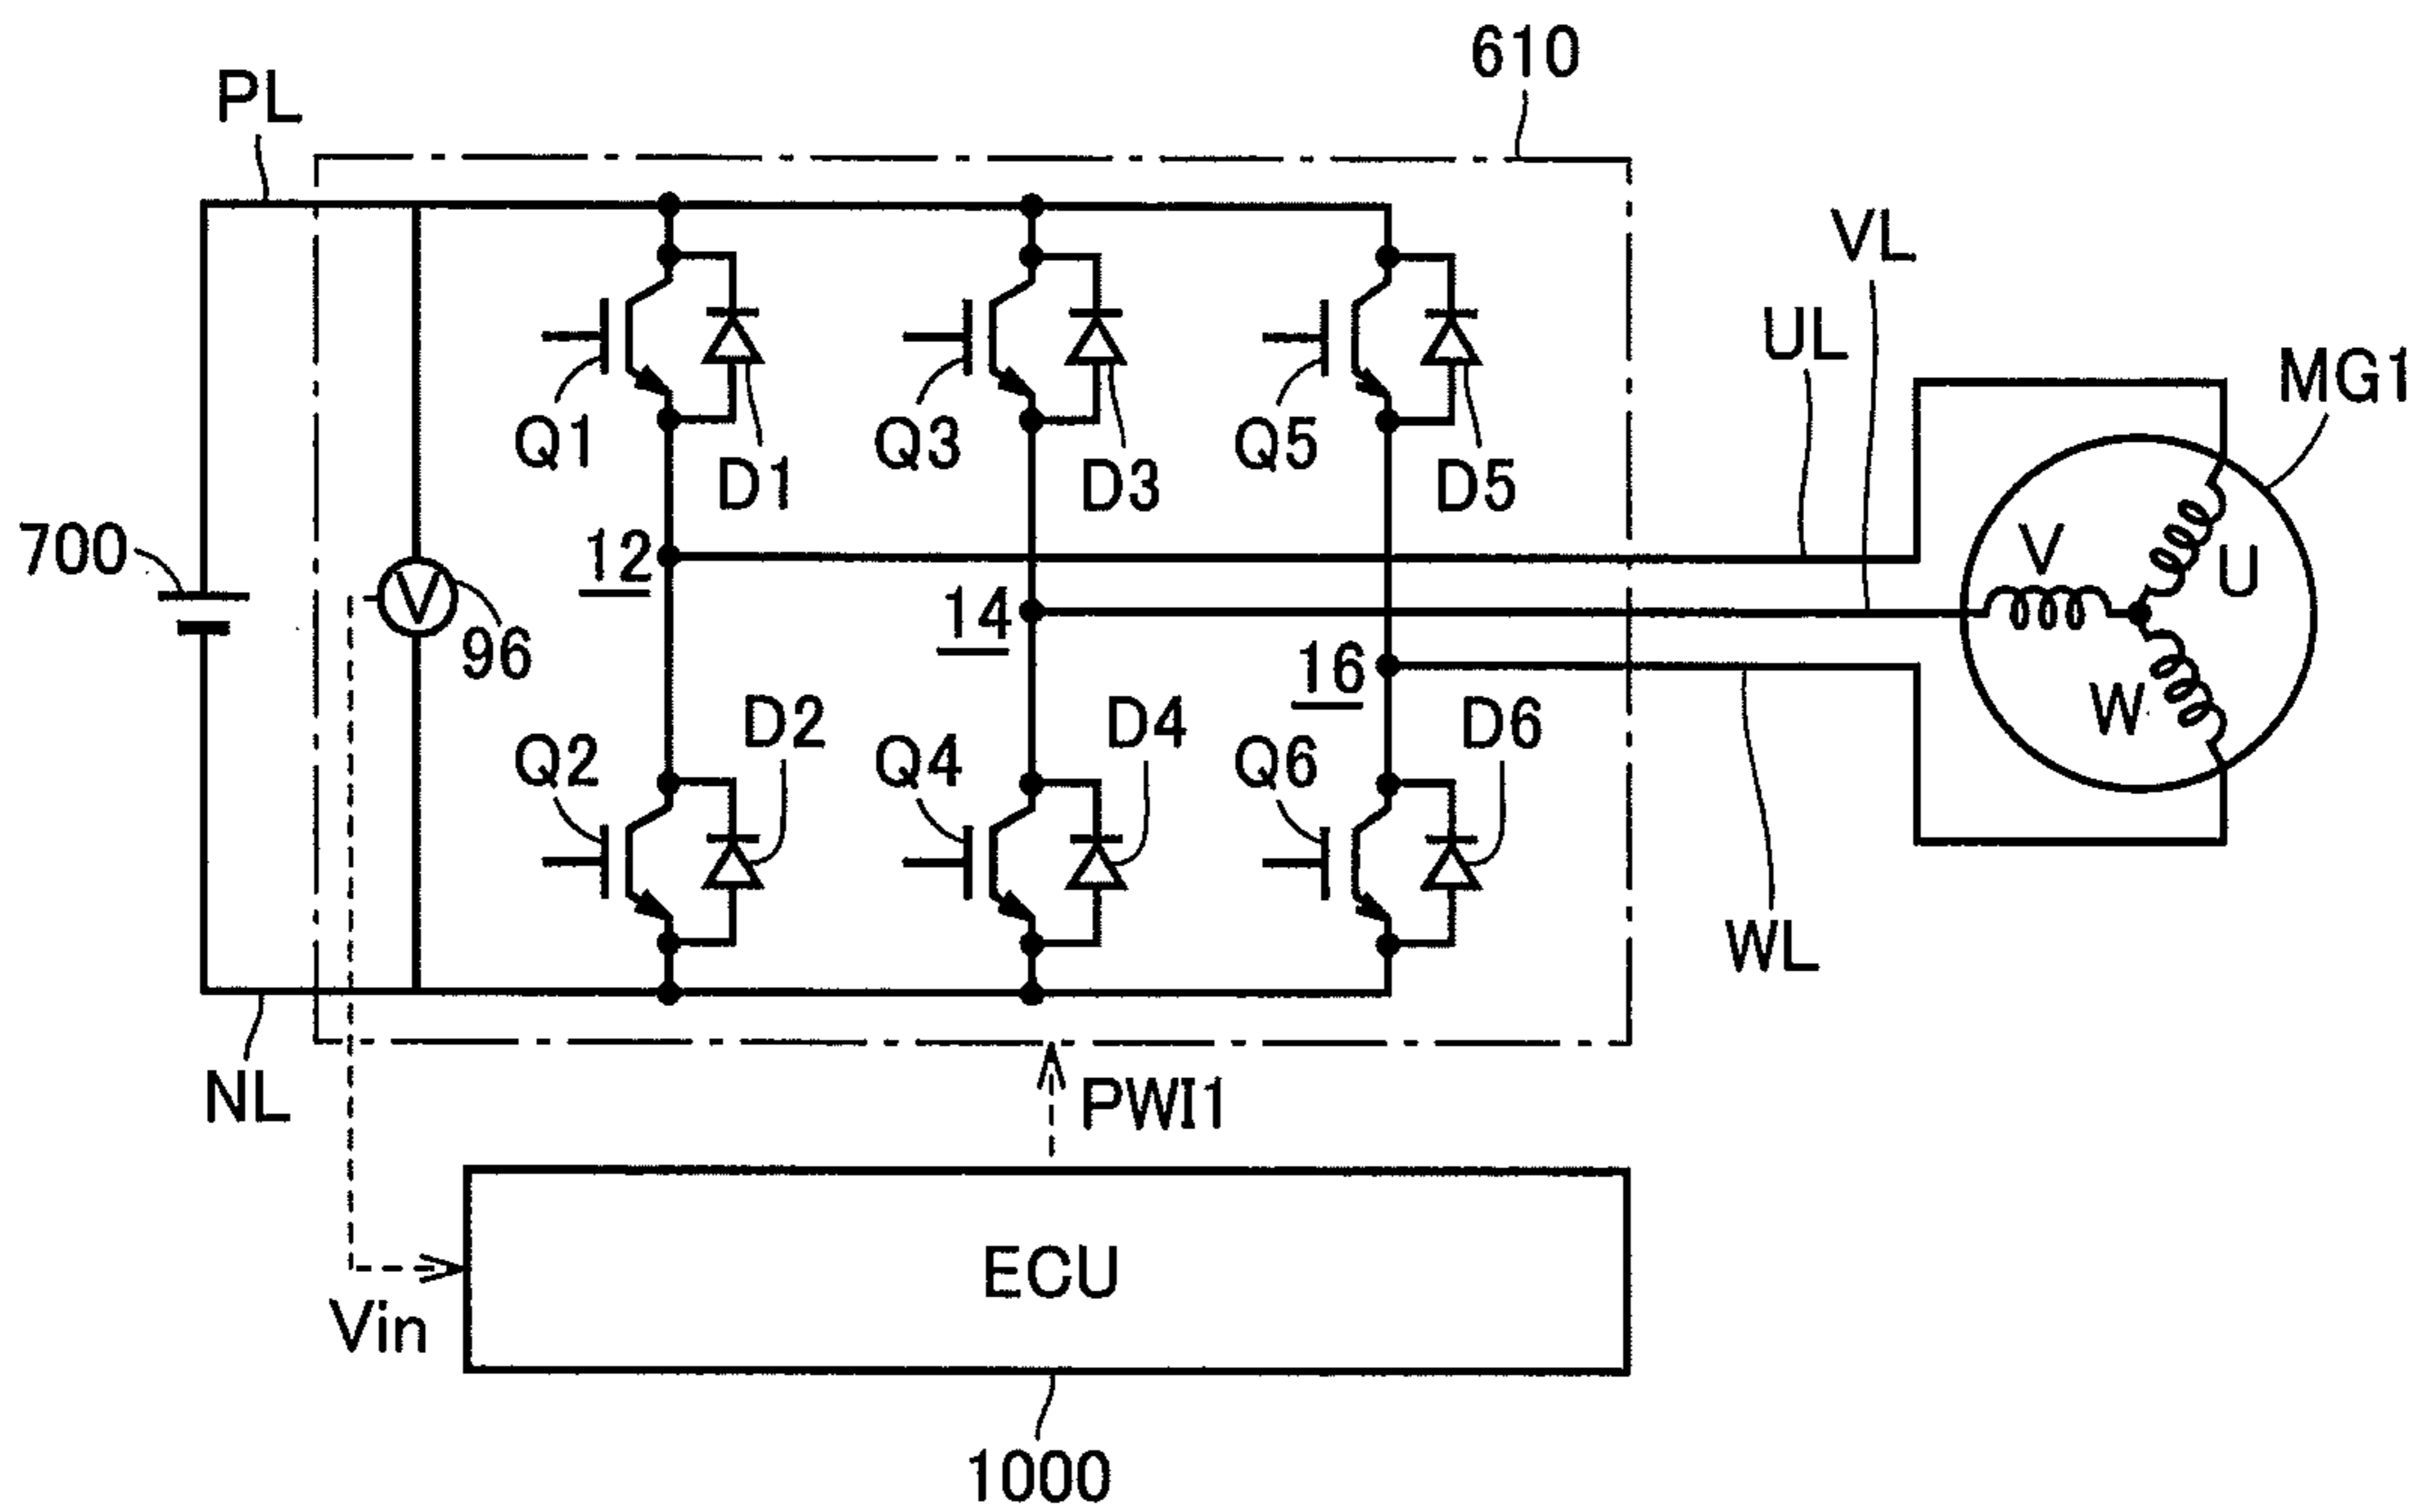 610
PL
VL
UL
MG1
Q1
D1
Q3
D3
Q5
D5
700
12
V
V
U
96
14
16
W
Q2
D2
Q4
D4
Q6
D6
WL
NL
PWI1
ECU
Vin
1000